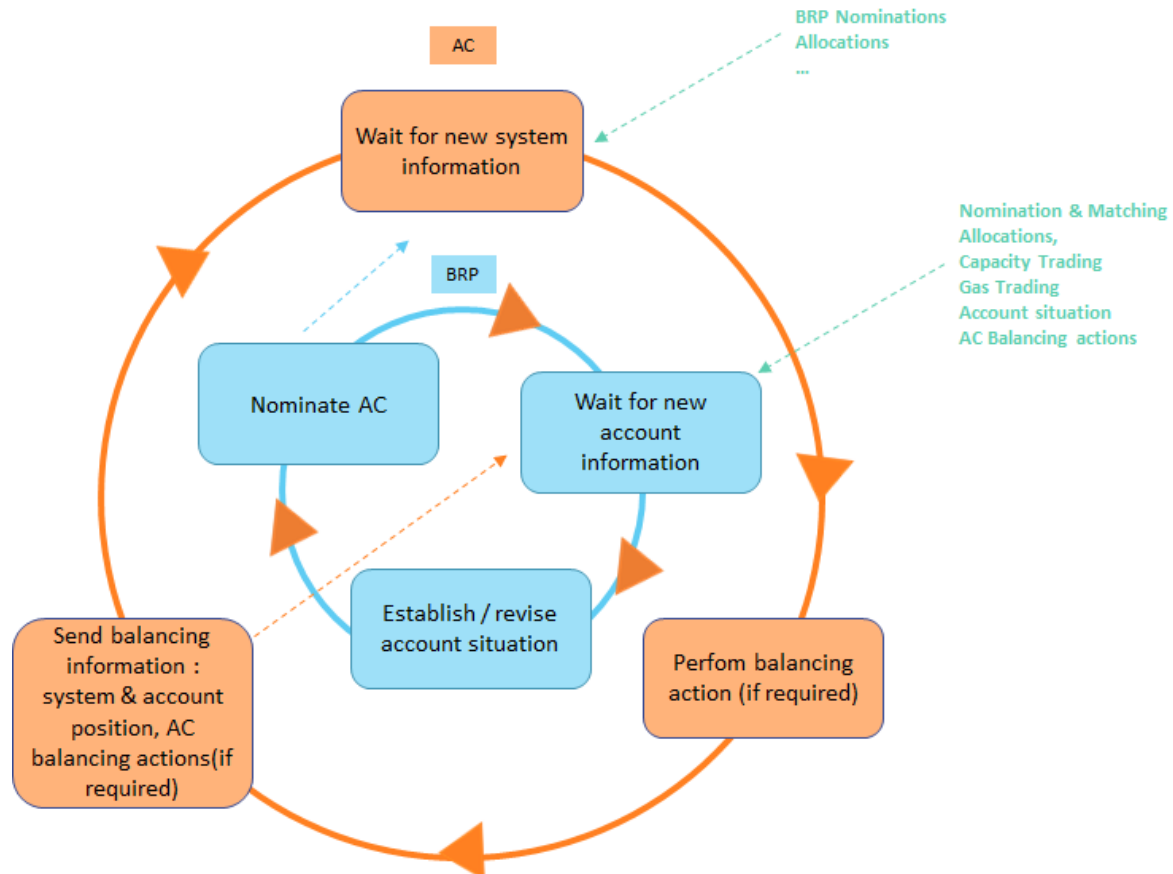 AC
BRP Nominations
Allocations
...
Wait for new system
information
Nomination & Matching
Allocations,
Capacity Trading
Gas Trading
Account situation
AC Balancing actions
BRP
Nominate AC
Wait for new
account
information
Establish / revise
account situation
Send balancing
information :
system & account
position, AC
balancing actions(if
required)
Perfom balancing
action (if required)